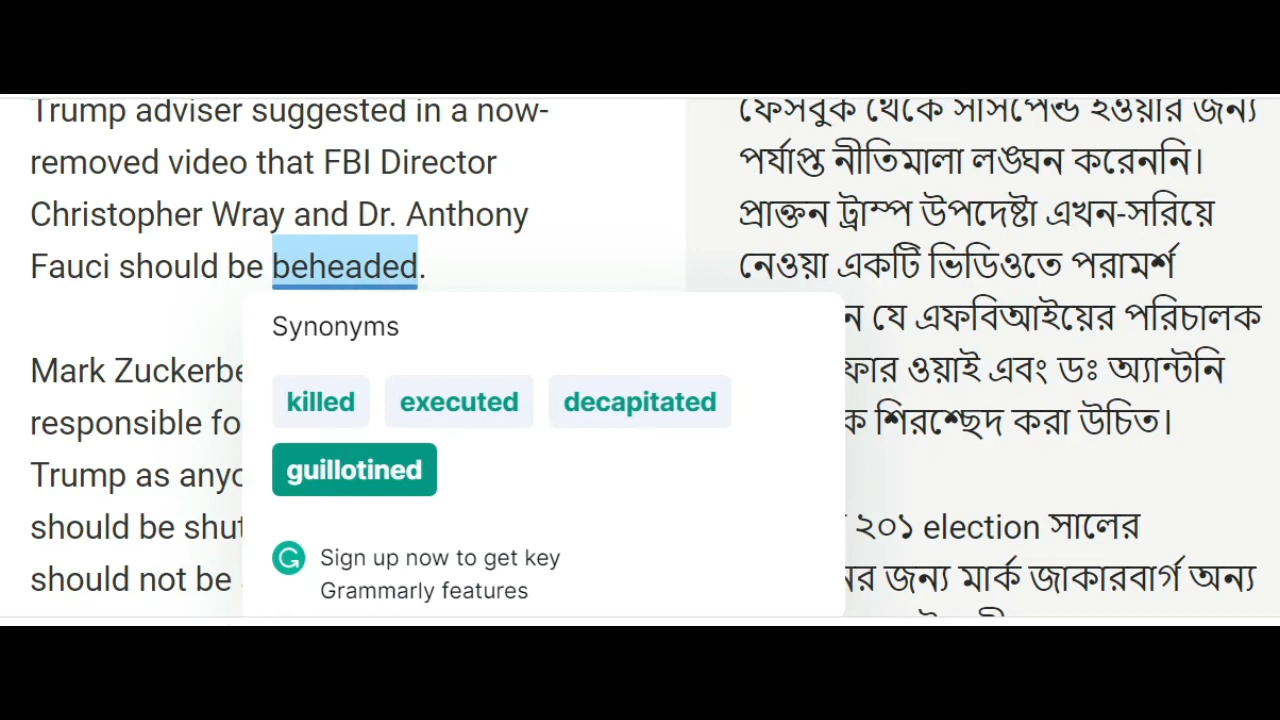 Trump adviser suggested in a now-
removed video that FBI Director
Christopher Wray and Dr. Anthony
Fauci should be beheaded.
Synonyms
killed executed decapitated
guillotined
Sign up now to get key
Grammarly features
Mark Zuckerbe
responsible fo
Trump as anyo
should be shut
should not be
ফেসবুক থেকে সাসপেন্ড হওয়ার জন্য
পর্যাপ্ত নীতিমালা লঙ্ঘন করেননি।
প্রাক্তন ট্রাম্প উপদেষ্টা এখন-সরিয়ে
নেওয়া একটি ভিডিওতে পরামর্শ
ন যে এফবিআইয়ের পরিচালক
ফার ওয়াই এবং ডঃ অ্যান্টনি
ক শিরশ্ছেদ করা উচিত।
২০১ election সালের
নর জন্য মার্ক জাকারবার্গ অন্য